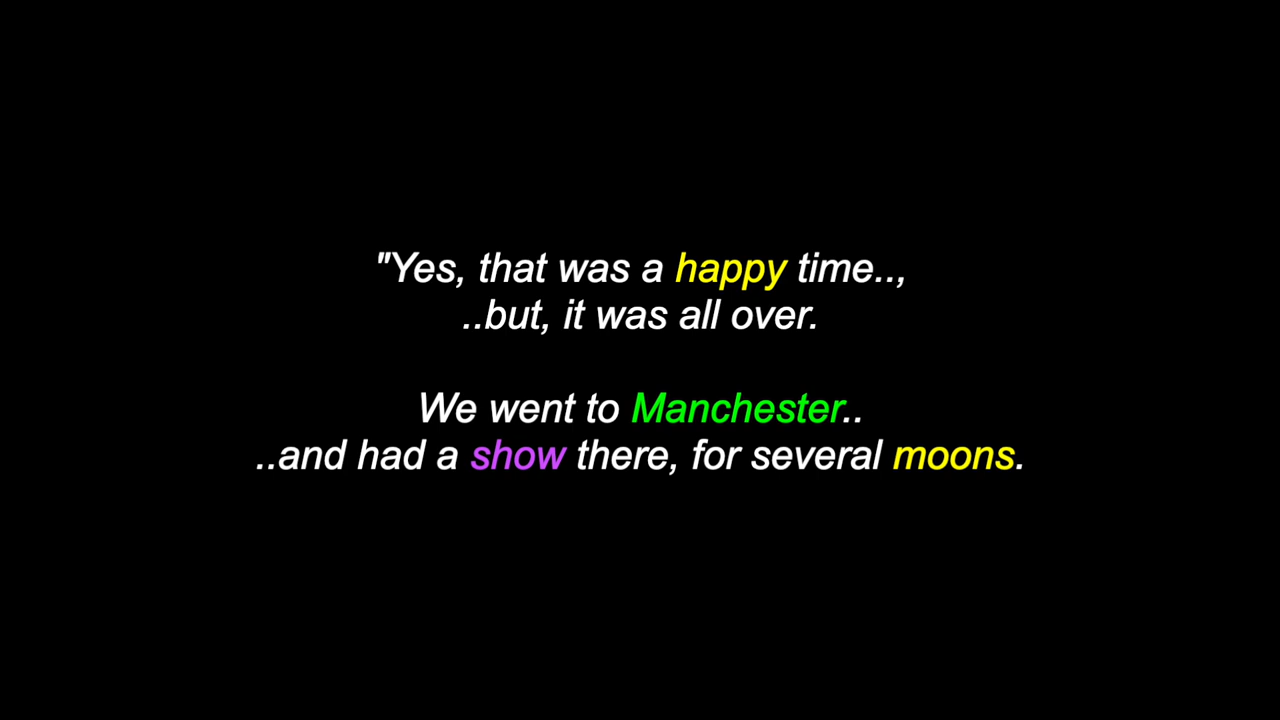 "Yes, that was a happy time..,
..but, it was all over.
We went to Manchester..
..and had a show there, for several moons.